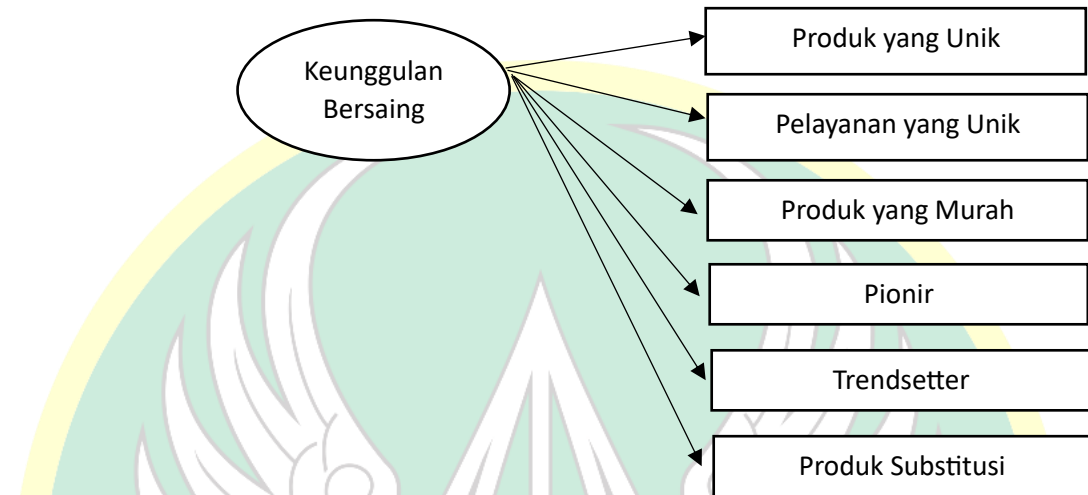 Keunggulan
Bersaing
Produk yang Unik
Pelayanan yang Unik
Produk yang Murah
Pionir
Trendsetter
Produk Substitusi